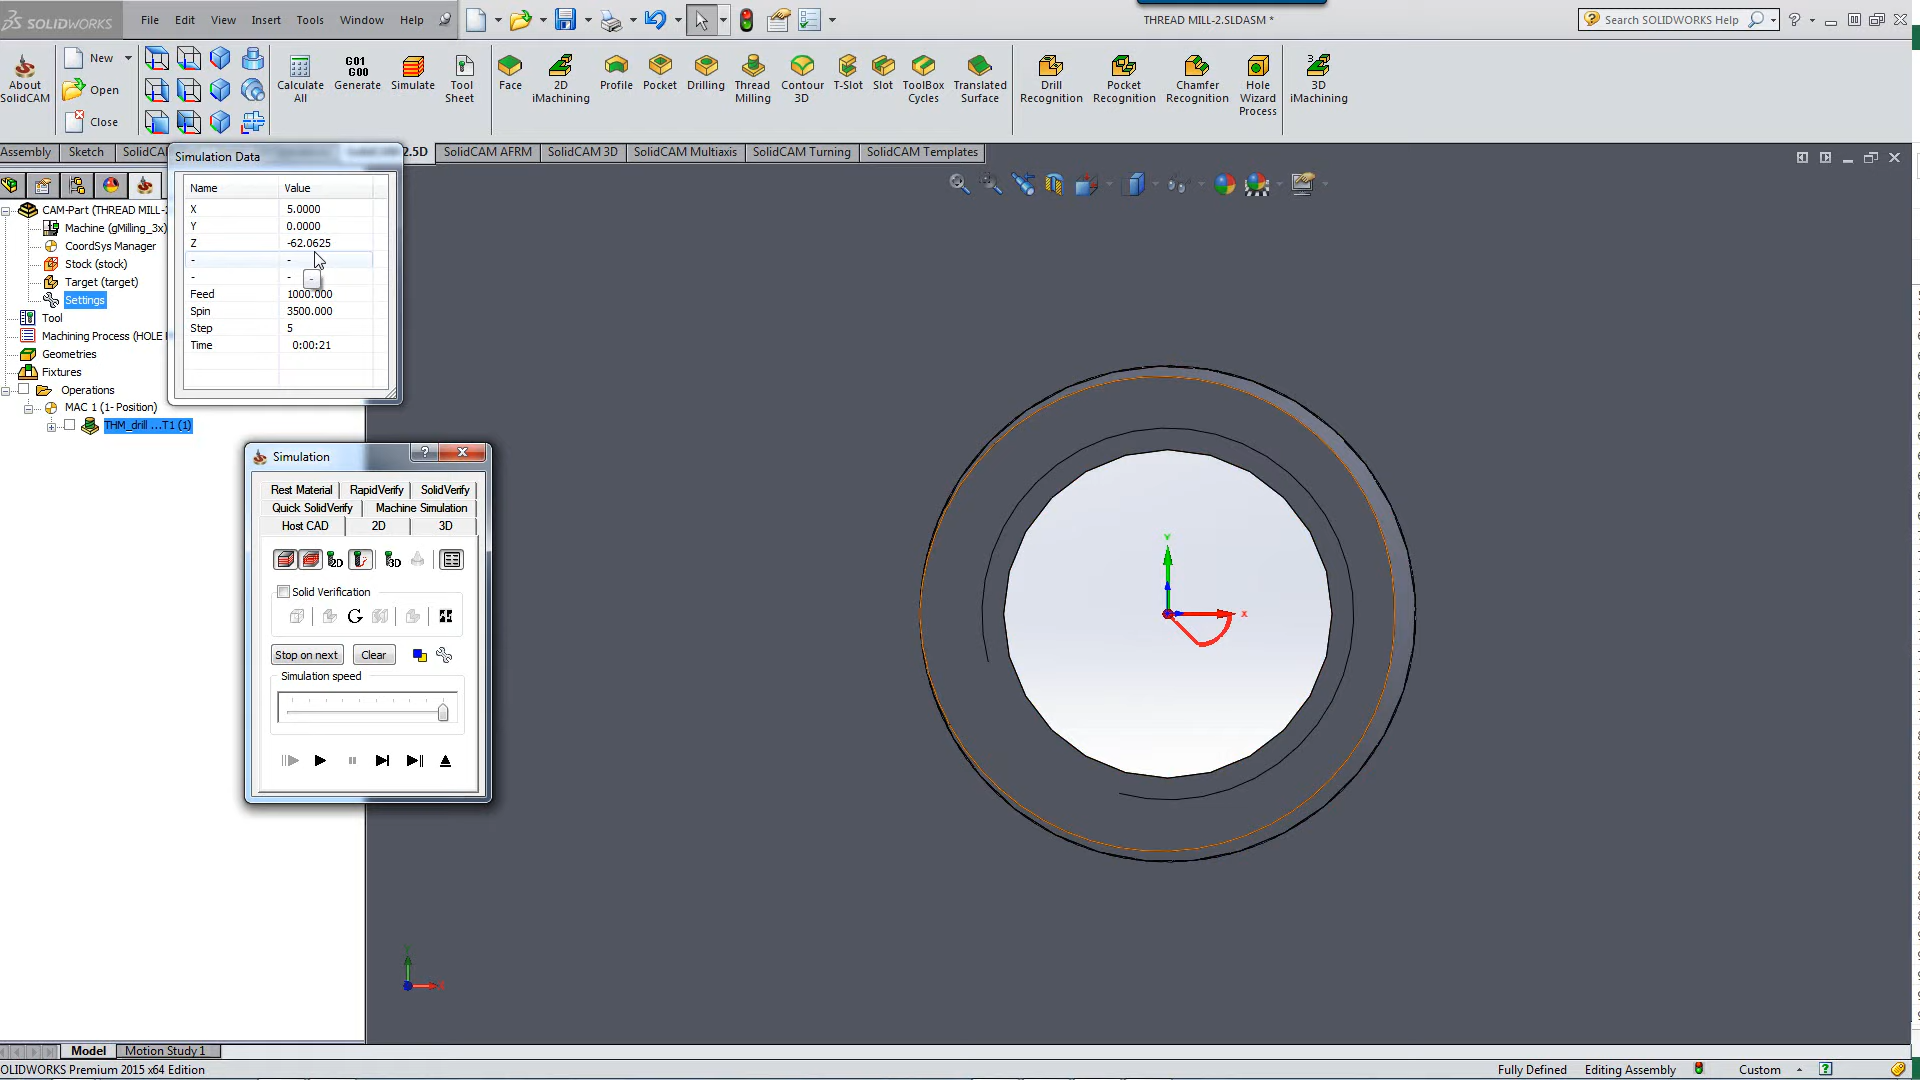 SOLIDWORKS
File Edit View Insert Tools Window Help
THREAD MILL-2.SLDASM *
Search SOLIDWORKS Help
About SolidCAM
New
Open
Close
Calculate All
G01 G00 Generate
Simulate
Tool Sheet
Face
2D iMachining
Profile
Pocket
Drilling
Thread Milling
Contour 3D
T-Slot
Slot
ToolBox Cycles
Translated Surface
Drill Recognition
Pocket Recognition
Chamfer Recognition
Hole Wizard Process
3D iMachining
Assembly Sketch SolidCA 2.5D SolidCAM AFRM SolidCAM 3D SolidCAM Multiaxis SolidCAM Turning SolidCAM Templates
Simulation Data
Name Value
X 5.0000
Y 0.0000
Z -62.0625
- -
- -
Feed 1000.000
Spin 3500.000
Step 5
Time 0:00:21
CAM-Part (THREAD MILL-2
Machine (gMilling_3x)
CoordSys Manager
Stock (stock)
Target (target)
Settings
Tool
Machining Process (HOLE
Geometries
Fixtures
Operations
MAC 1 (1- Position)
THM_drill ...T1 (1)
Simulation
Rest Material RapidVerify SolidVerify
Quick SolidVerify Machine Simulation
Host CAD 2D 3D
2D 3D
Solid Verification
Stop on next Clear
Simulation speed
Y
X
Model Motion Study 1
OLIDWORKS Premium 2015 x64 Edition
Fully Defined Editing Assembly Custom